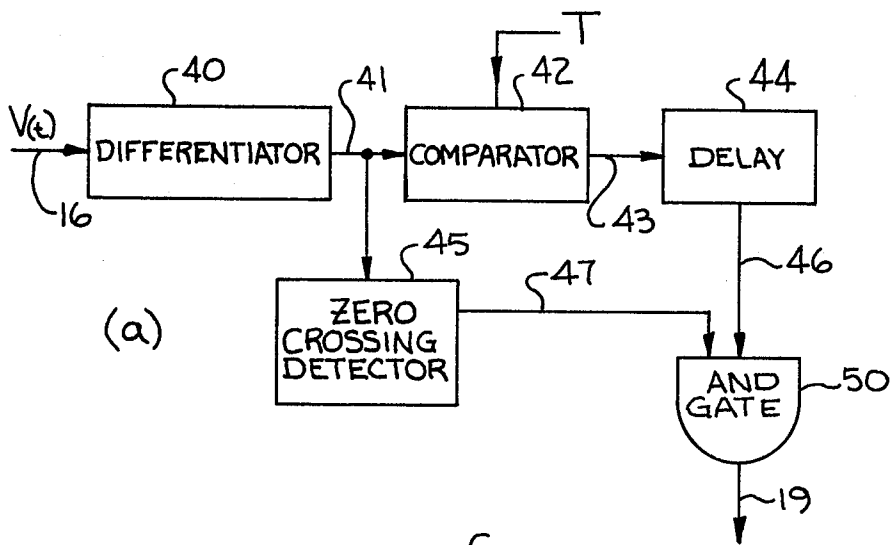 T
40
41
42
44
V(t)
DIFFERENTIATOR
COMPARATOR
DELAY
16
43
45
47
46
(a)
ZERO
CROSSING
DETECTOR
AND
GATE
50
19